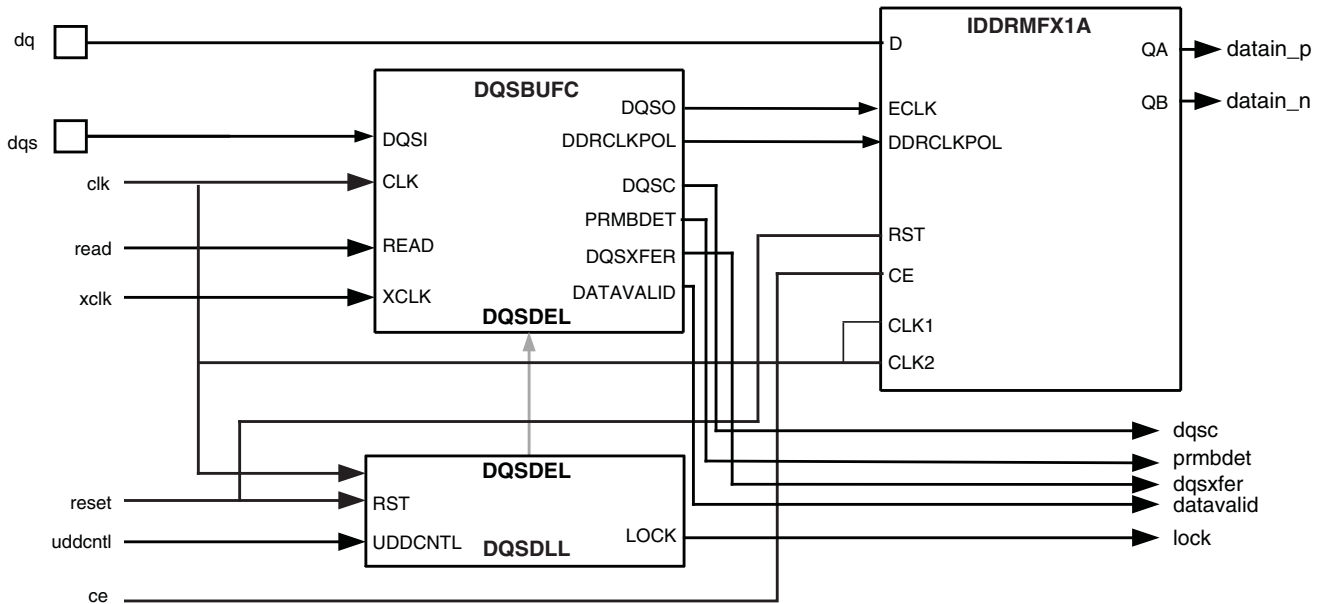 dq
dqs
clk
read
xclk
reset
uddcntl
ce
DQSBUFC
DQSI
CLK
READ
XCLK
DQSO
DDRCLKPOL
DQSC
PRMBDET
DQSXFER
DATAVALID
DQSDEL
DQSDEL
RST
UDDCNTL
DQSDLL
LOCK
IDDRMFX1A
D
ECLK
DDRCLKPOL
RST
CE
CLK1
CLK2
QA
QB
datain_p
datain_n
dqsc
prmbdet
dqsxfer
datavalid
lock